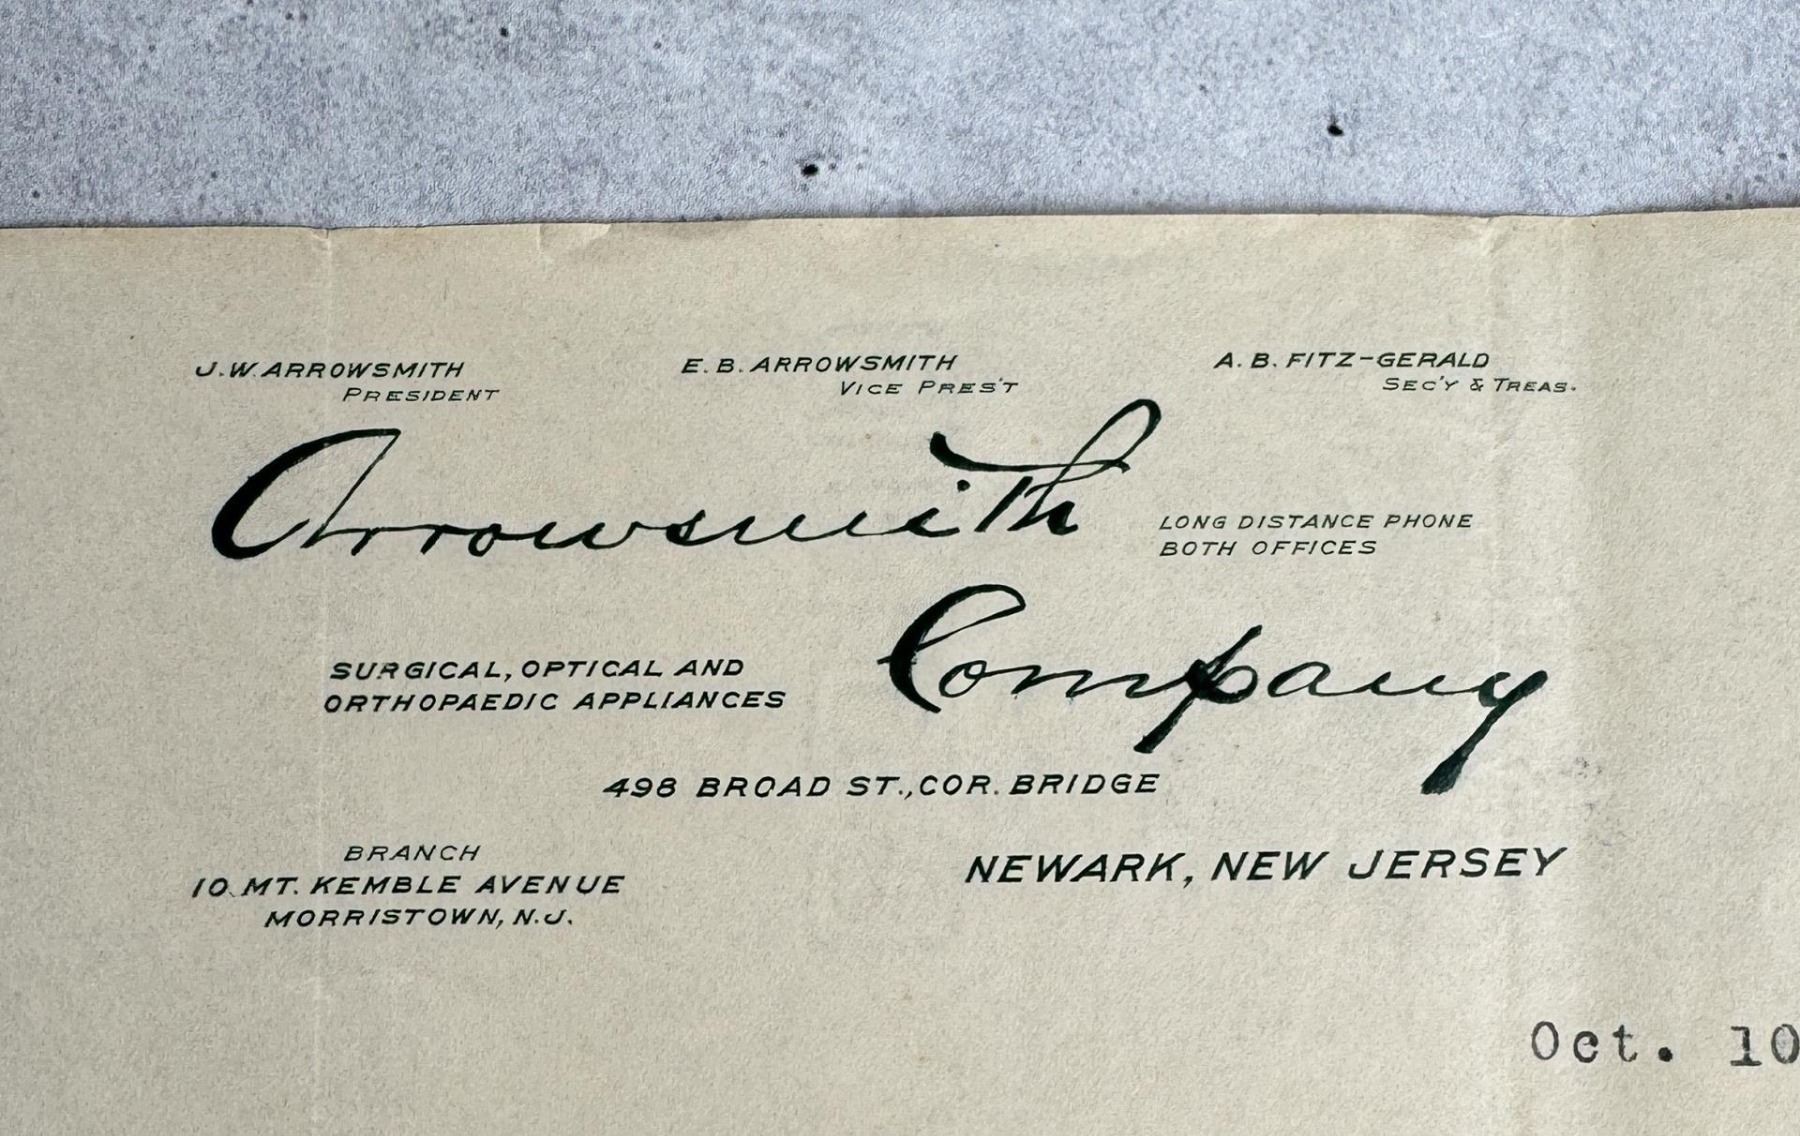 J.W. ARROWSMITH
PRESIDENT
E. B. ARROWSMITH
VICE PRES'T
A. B. FITZ-GERALD
SEC'Y & TREAS.
Arrowsmith
LONG DISTANCE PHONE
BOTH OFFICES
Company
SURGICAL, OPTICAL AND
ORTHOPAEDIC APPLIANCES
498 BROAD ST., COR. BRIDGE
NEWARK, NEW JERSEY
BRANCH
10 MT. KEMBLE AVENUE
MORRISTOWN, N.J.
Oct. 10